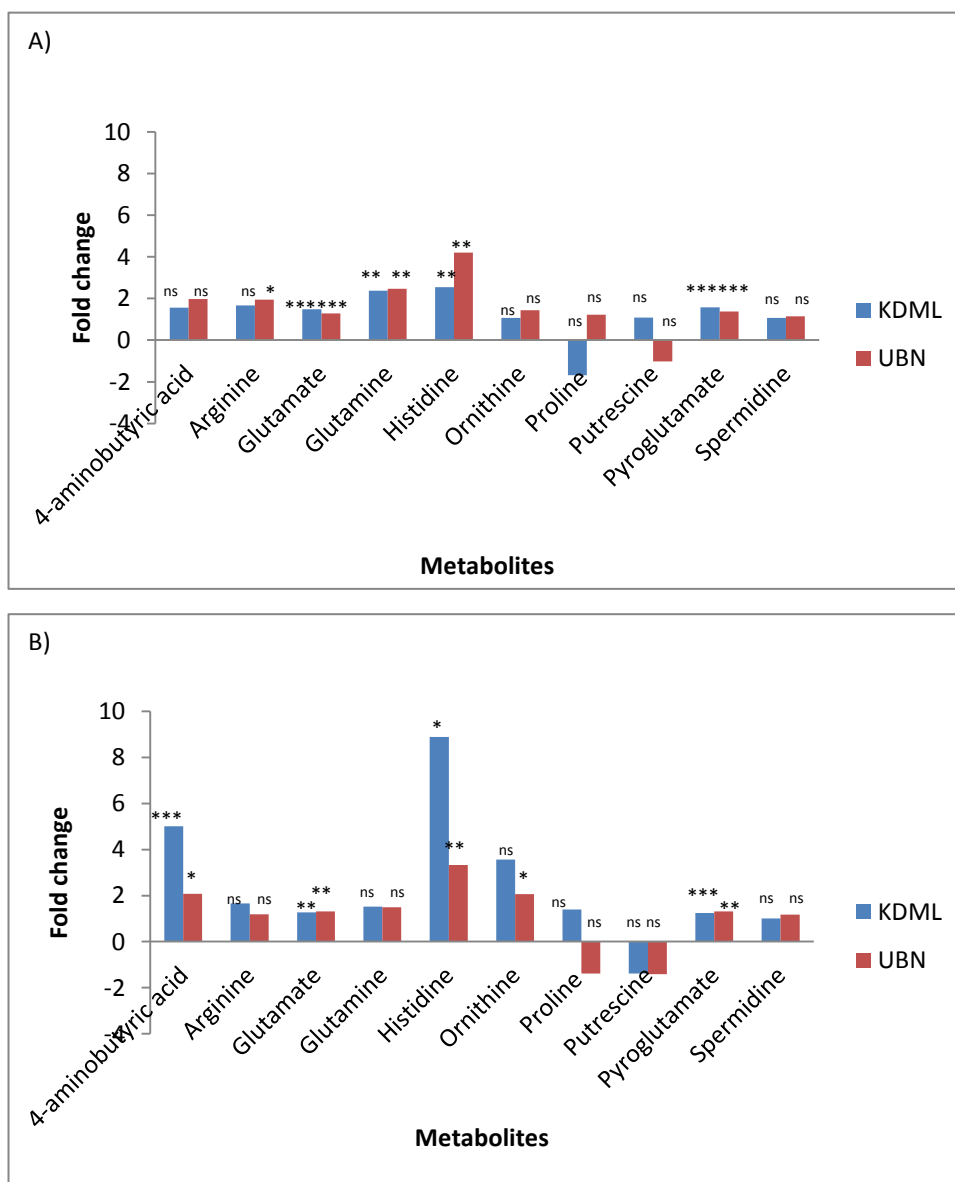 A)
10
8
6
4
2
0
-2
-4
Fold change
ns ns ns * ****** ** ** ** ** ns ns ns ns ns ns ****** ns ns
4-aminobutyric acid
Arginine
Glutamate
Glutamine
Histidine
Ornithine
Proline
Putrescine
Pyroglutamate
Spermidine
KDML
UBN
Metabolites
B)
10
8
6
4
2
0
-2
Fold change
*** * ns ns ** ** ns ns * ** ns * ns ns ns ns *** ** ns ns
4-aminobutyric acid
Arginine
Glutamate
Glutamine
Histidine
Ornithine
Proline
Putrescine
Pyroglutamate
Spermidine
KDML
UBN
Metabolites